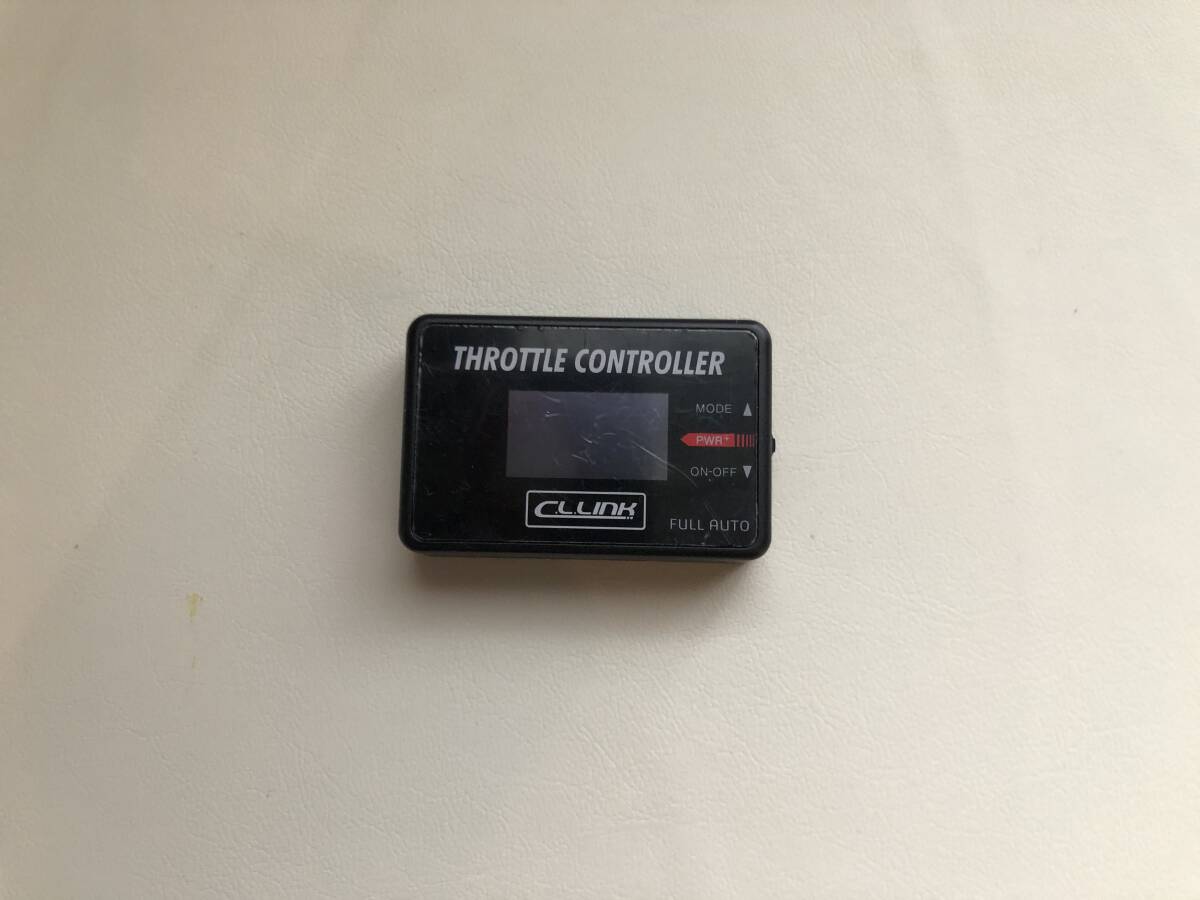 THROTTLE CONTROLLER
MODE ▲
PWR+
ON-OFF ▼
C.L.LINK
FULL AUTO